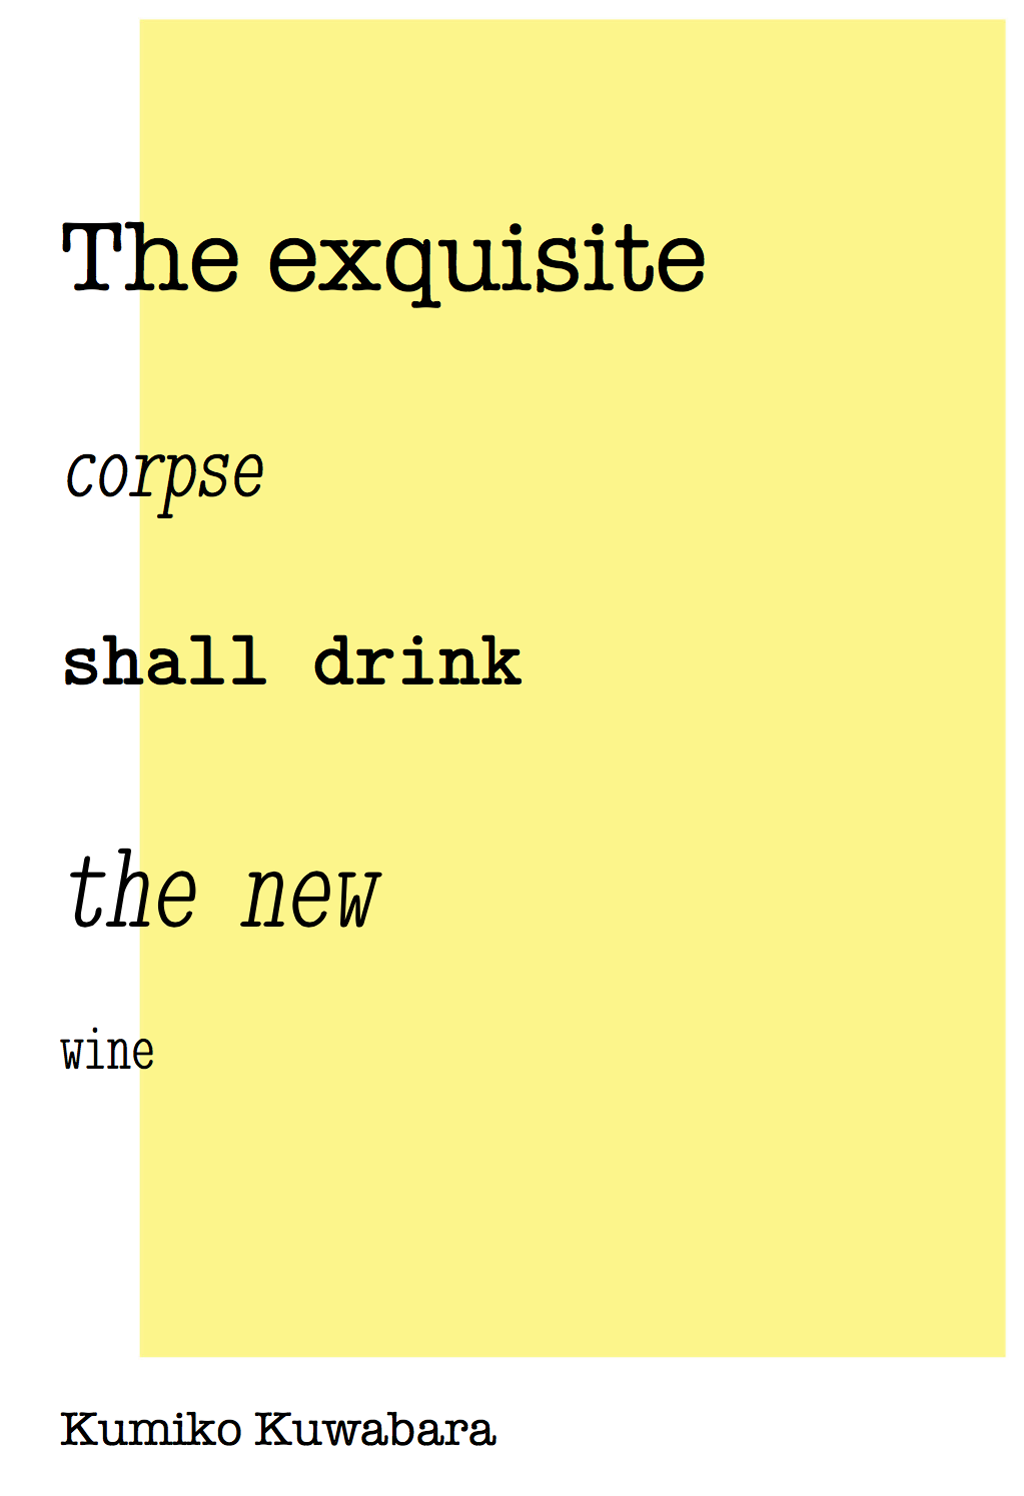 The exquisite
corpse
shall drink
the new
wine
Kumiko Kuwabara